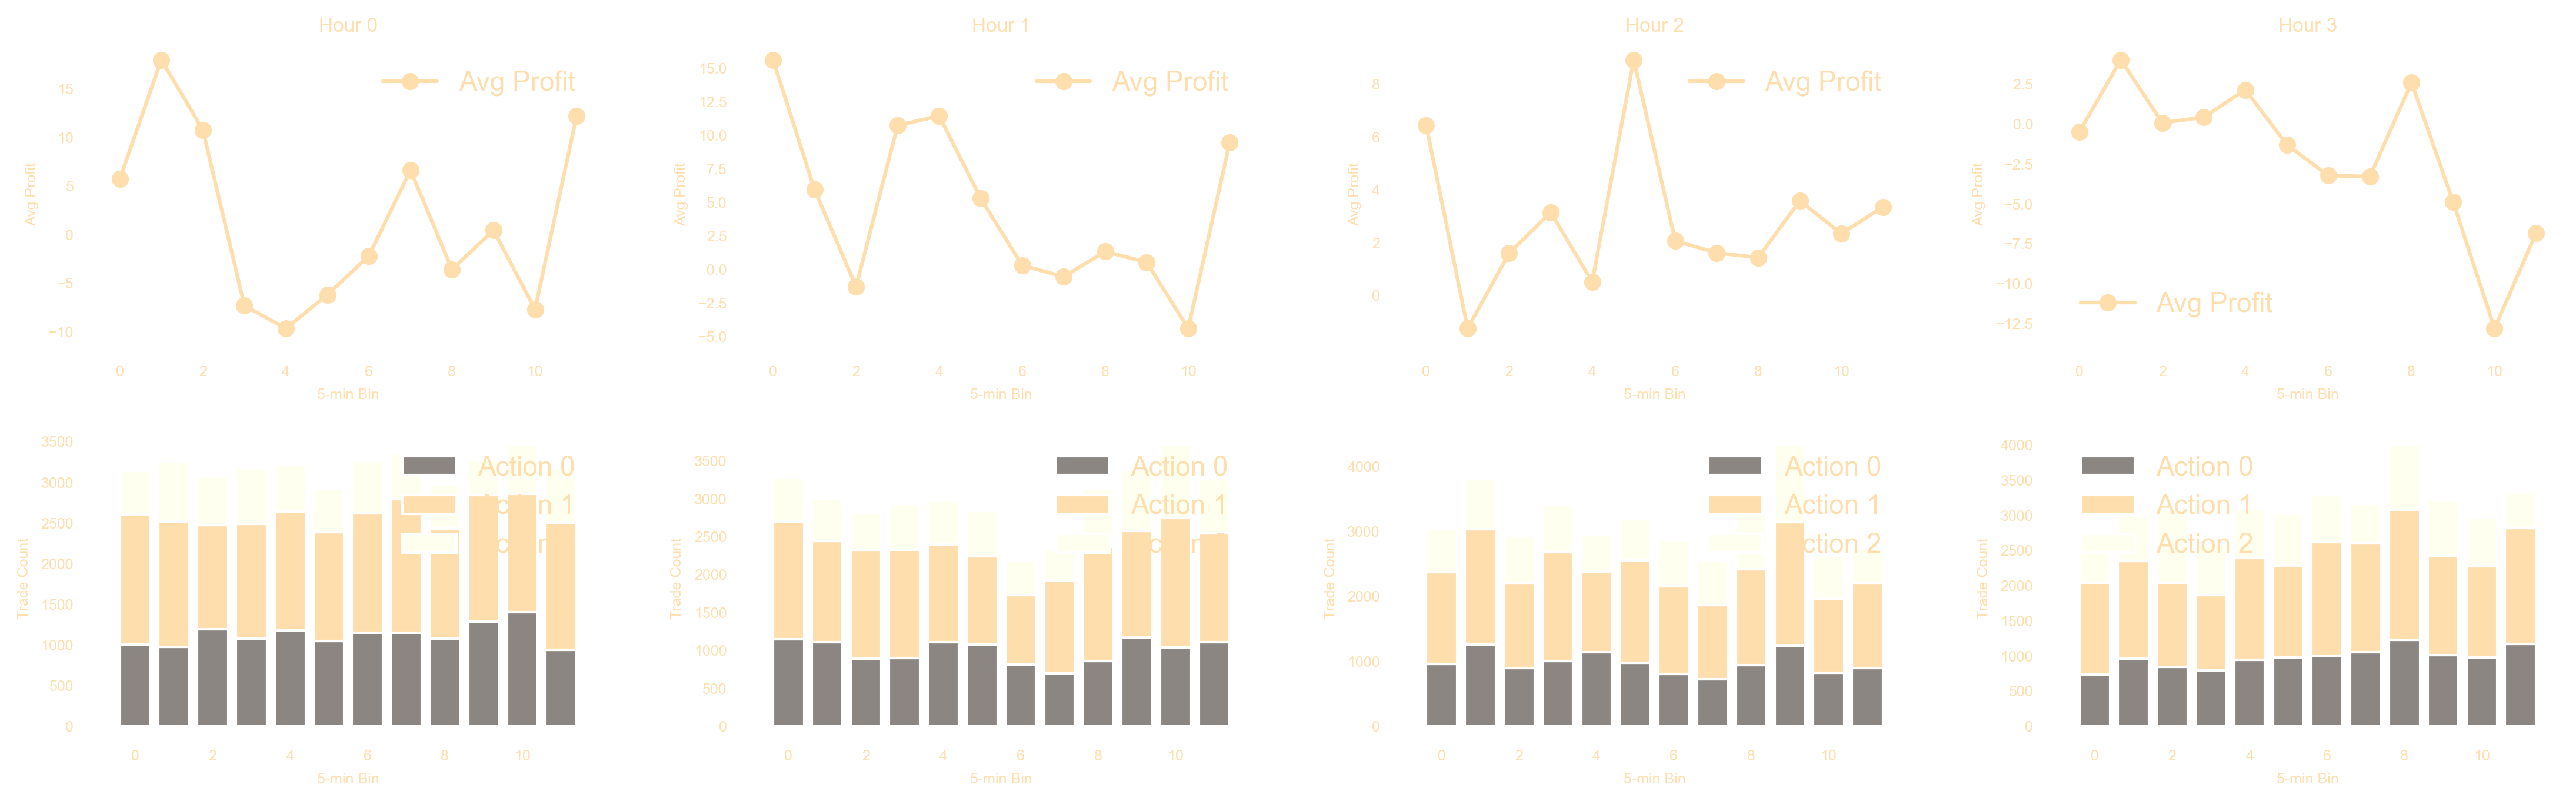 Hour 0
Avg Profit
15
10
5
0
−5
−10
Avg Profit
0 2 4 6 8 10
5-min Bin
Hour 1
Avg Profit
15.0
12.5
10.0
7.5
5.0
2.5
0.0
−2.5
−5.0
Avg Profit
0 2 4 6 8 10
5-min Bin
Hour 2
Avg Profit
8
6
4
2
0
Avg Profit
0 2 4 6 8 10
5-min Bin
Hour 3
2.5
0.0
−2.5
−5.0
−7.5
−10.0
−12.5
Avg Profit
Avg Profit
0 2 4 6 8 10
5-min Bin
3500
3000
2500
2000
1500
1000
500
0
Trade Count
Action 0
Action 1
0 2 4 6 8 10
5-min Bin
3500
3000
2500
2000
1500
1000
500
0
Trade Count
Action 0
Action 1
0 2 4 6 8 10
5-min Bin
4000
3000
2000
1000
0
Trade Count
Action 0
Action 1
Action 2
0 2 4 6 8 10
5-min Bin
4000
3500
3000
2500
2000
1500
1000
500
0
Trade Count
Action 0
Action 1
Action 2
0 2 4 6 8 10
5-min Bin